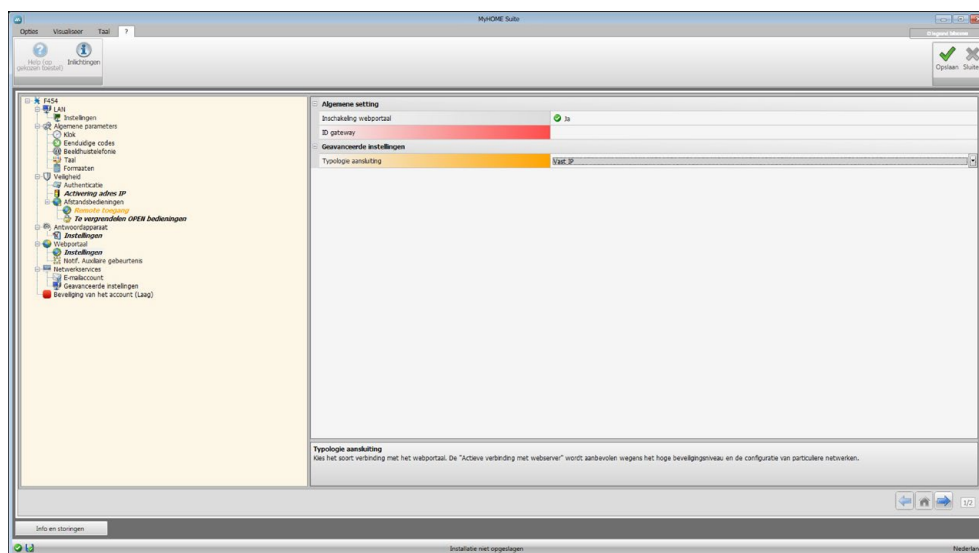 MyHOME Suite
Opties Visualiseer Taal ?
Help (op gekozen toestel)
Inlichtingen
Opslaan Sluite
F454
LAN
Instellingen
Algemene parameters
Klok
Eenduidige codes
Beeldhuistelefonie
Taal
Formaaten
Veiligheid
Authenticatie
Activering adres IP
Afstandsbedieningen
Remote toegang
Te vergrendelen OPEN bedieningen
Antwoordapparaat
Instellingen
Webportaal
Instellingen
Notif. Auxiliare gebeurtenis
Netwerkservices
E-mailaccount
Geavanceerde instellingen
Beveiliging van het account (Laag)
Algemene setting
Inschakeling webportaal Ja
ID gateway
Geavanceerde instellingen
Typologie aansluiting Vast IP
Typologie aansluiting
Kies het soort verbinding met het webportaal. De "Actieve verbinding met webserver" wordt aanbevolen wegens het hoge beveiligingsniveau en de configuratie van particuliere netwerken.
1/2
Info en storingen
Installatie niet opgeslagen
Nederlan